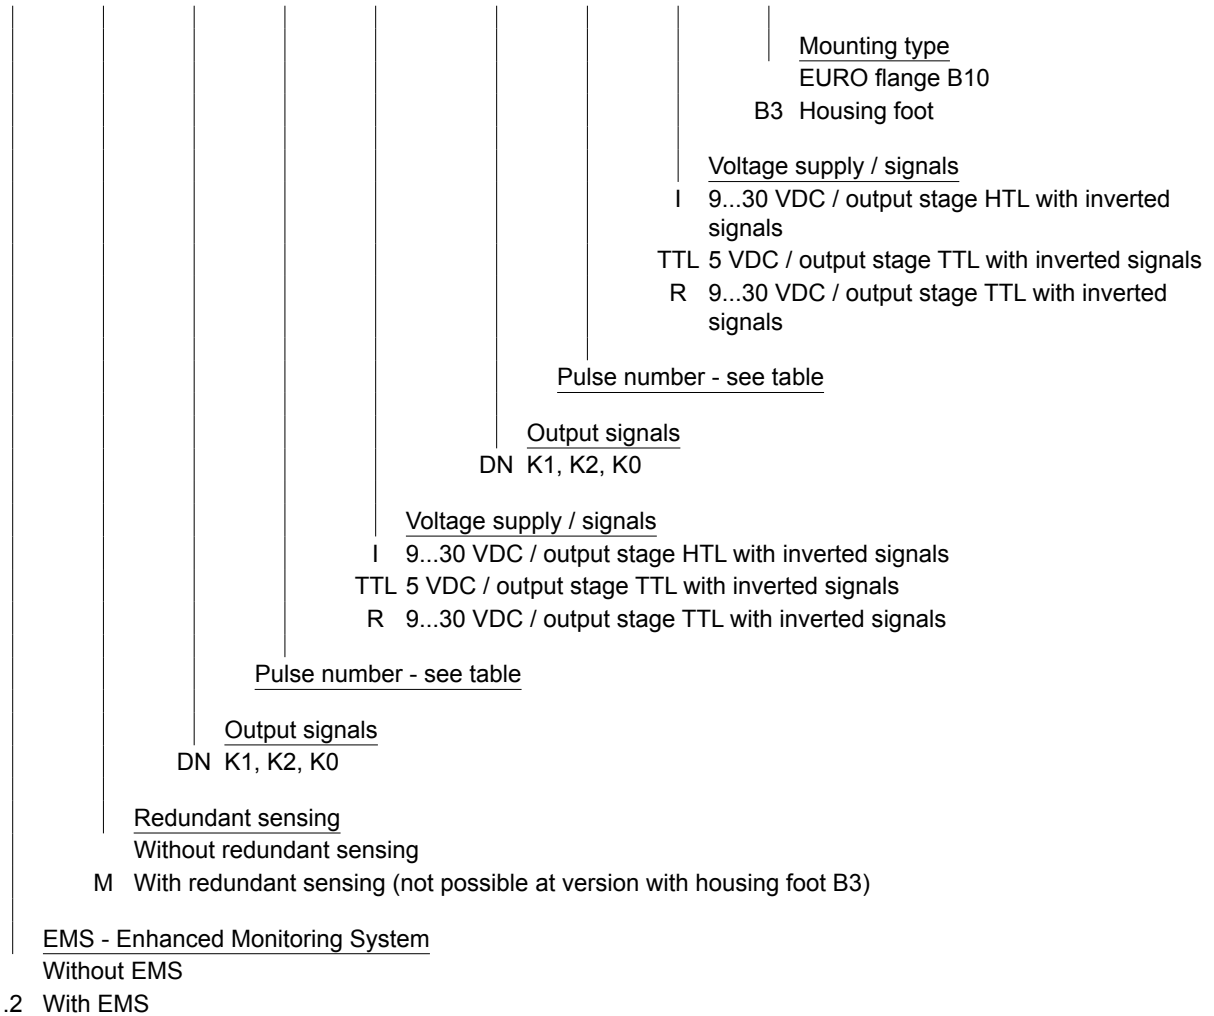 Mounting type
EURO flange B10
B3 Housing foot
Voltage supply / signals
I 9...30 VDC / output stage HTL with inverted
signals
TTL 5 VDC / output stage TTL with inverted signals
R 9...30 VDC / output stage TTL with inverted
signals
Pulse number - see table
Output signals
DN K1, K2, K0
Voltage supply / signals
I 9...30 VDC / output stage HTL with inverted signals
TTL 5 VDC / output stage TTL with inverted signals
R 9...30 VDC / output stage TTL with inverted signals
Pulse number - see table
Output signals
DN K1, K2, K0
Redundant sensing
Without redundant sensing
M With redundant sensing (not possible at version with housing foot B3)
EMS - Enhanced Monitoring System
Without EMS
.2 With EMS